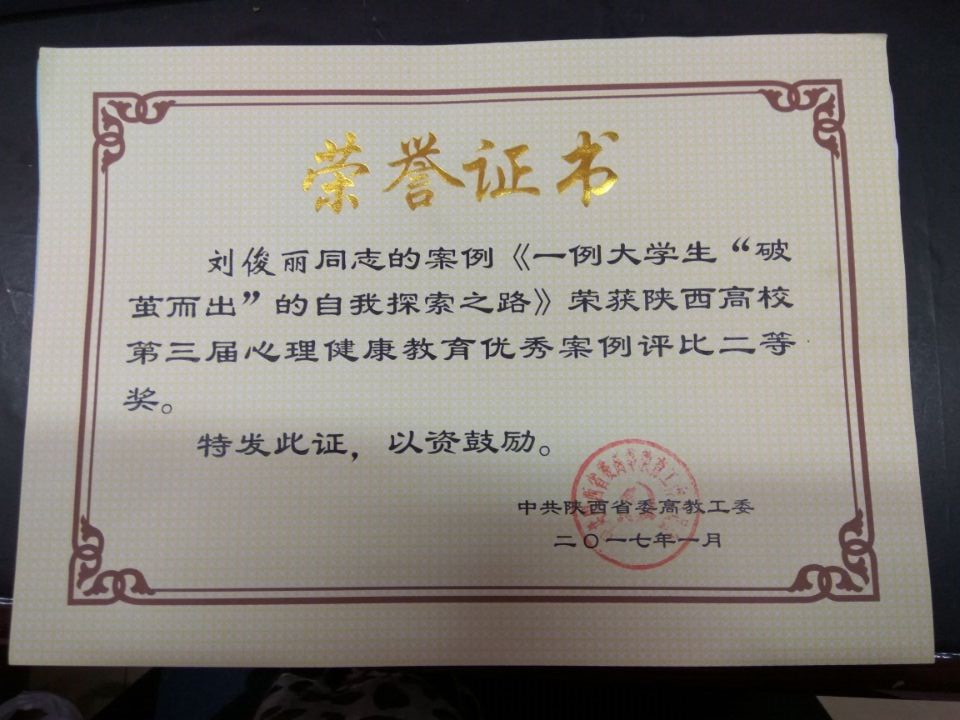 荣誉证书
刘俊丽同志的案例《一例大学生“破
茧而出”的自我探索之路》荣获陕西高校
第三届心理健康教育优秀案例评比二等
奖。
特发此证，以资鼓励。
中共陕西省委高教工委
二〇一七年一月